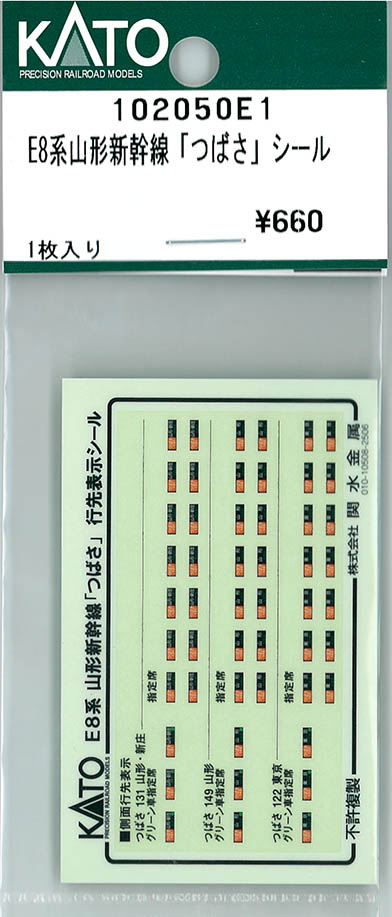 KATO
PRECISION RAILROAD MODELS
102050E1
E8系山形新幹線「つばさ」シール
¥660
1枚入り
KATO
PRECISION RAILROAD MODELS
E8系 山形新幹線「つばさ」 行先表示シール
■側面行先表示
つばさ 131 山形・新庄
グリーン車指定席
指定席
つばさ 149 山形
グリーン車指定席
指定席
つばさ 122 東京
グリーン車指定席
指定席
不許複製
株式会社 関水金属
010-10508-2506